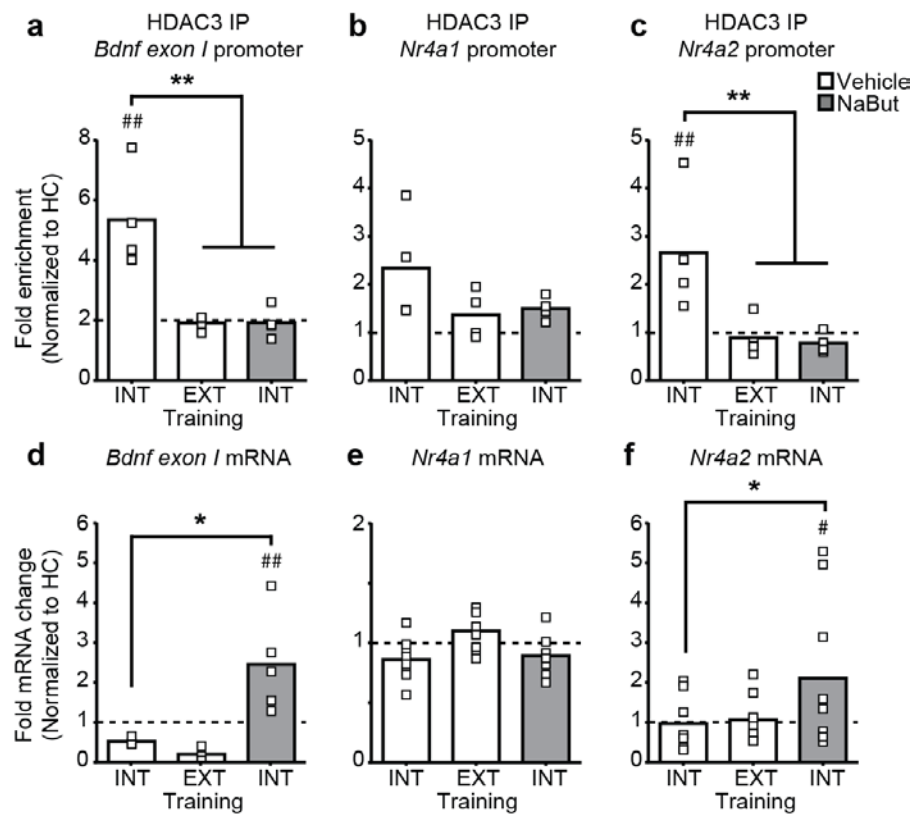 a
HDAC3 IP
Bdnf exon I promoter
b
HDAC3 IP
Nr4a1 promoter
c
HDAC3 IP
Nr4a2 promoter
Vehicle
NaBut
Fold enrichment
(Normalized to HC)
**
##
8
6
4
2
0
INT EXT INT
Training
5
4
3
2
1
0
INT EXT INT
Training
**
##
5
4
3
2
1
0
INT EXT INT
Training
d
Bdnf exon I mRNA
e
Nr4a1 mRNA
f
Nr4a2 mRNA
Fold mRNA change
(Normalized to HC)
*
##
6
5
4
3
2
1
0
INT EXT INT
Training
2
1
0
INT EXT INT
Training
*
#
6
5
4
3
2
1
0
INT EXT INT
Training